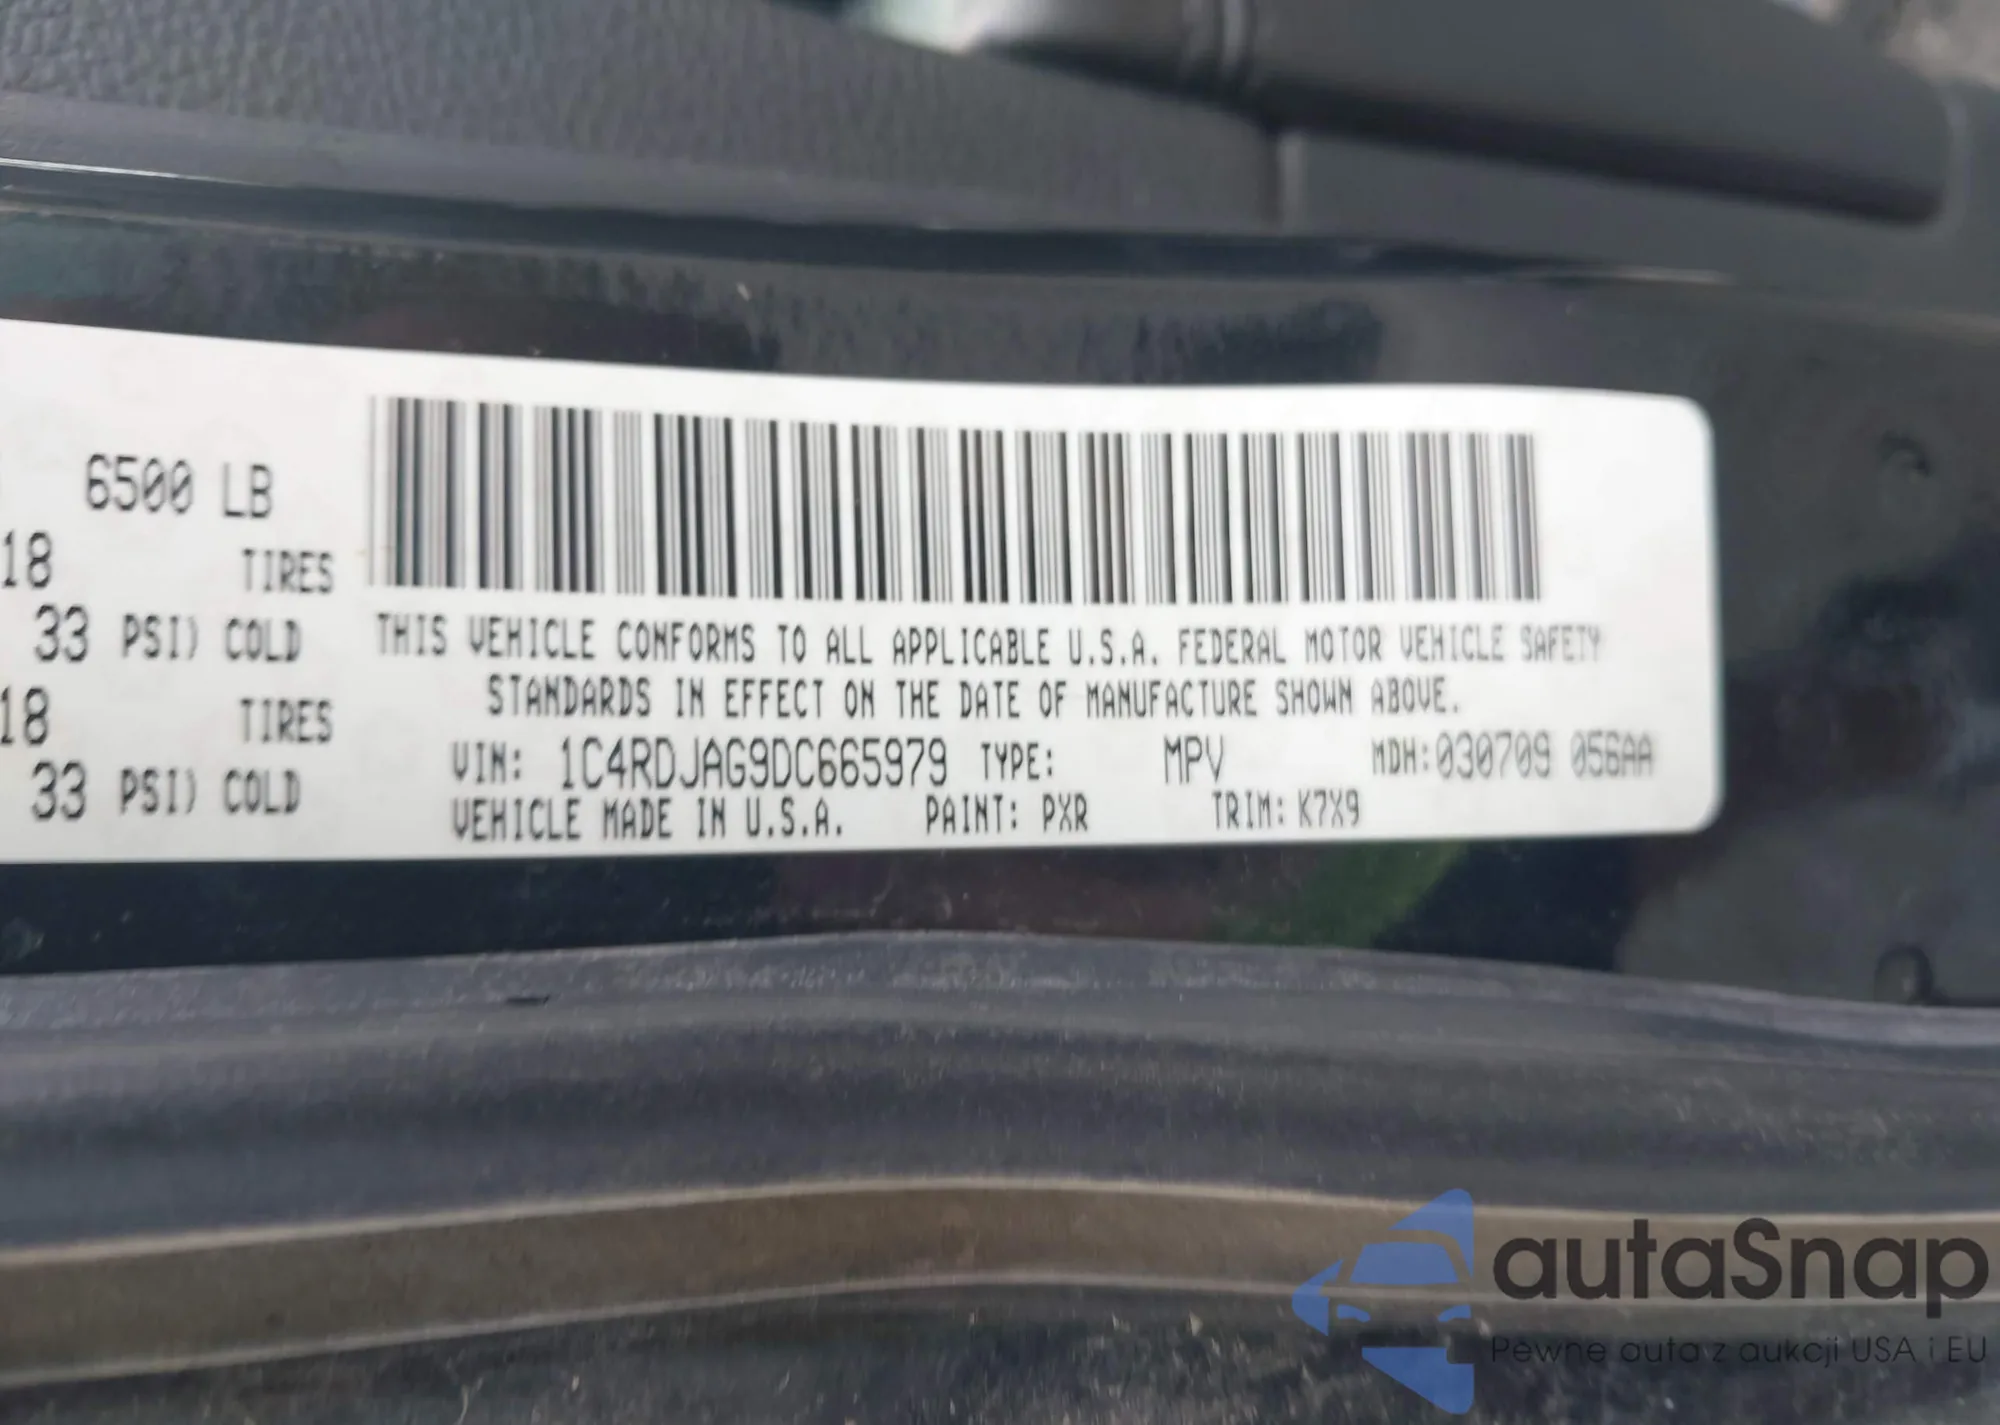 6500 LB
18 TIRES
33 PSI) COLD
18 TIRES
33 PSI) COLD
THIS VEHICLE CONFORMS TO ALL APPLICABLE U.S.A. FEDERAL MOTOR VEHICLE SAFETY
STANDARDS IN EFFECT ON THE DATE OF MANUFACTURE SHOWN ABOVE.
VIN: 1C4RDJAG9DC665979 TYPE: MPV MDH:030709 056AA
VEHICLE MADE IN U.S.A. PAINT: PXR TRIM: K7X9
autaSnap
Pewne auta z aukcji USA i EU